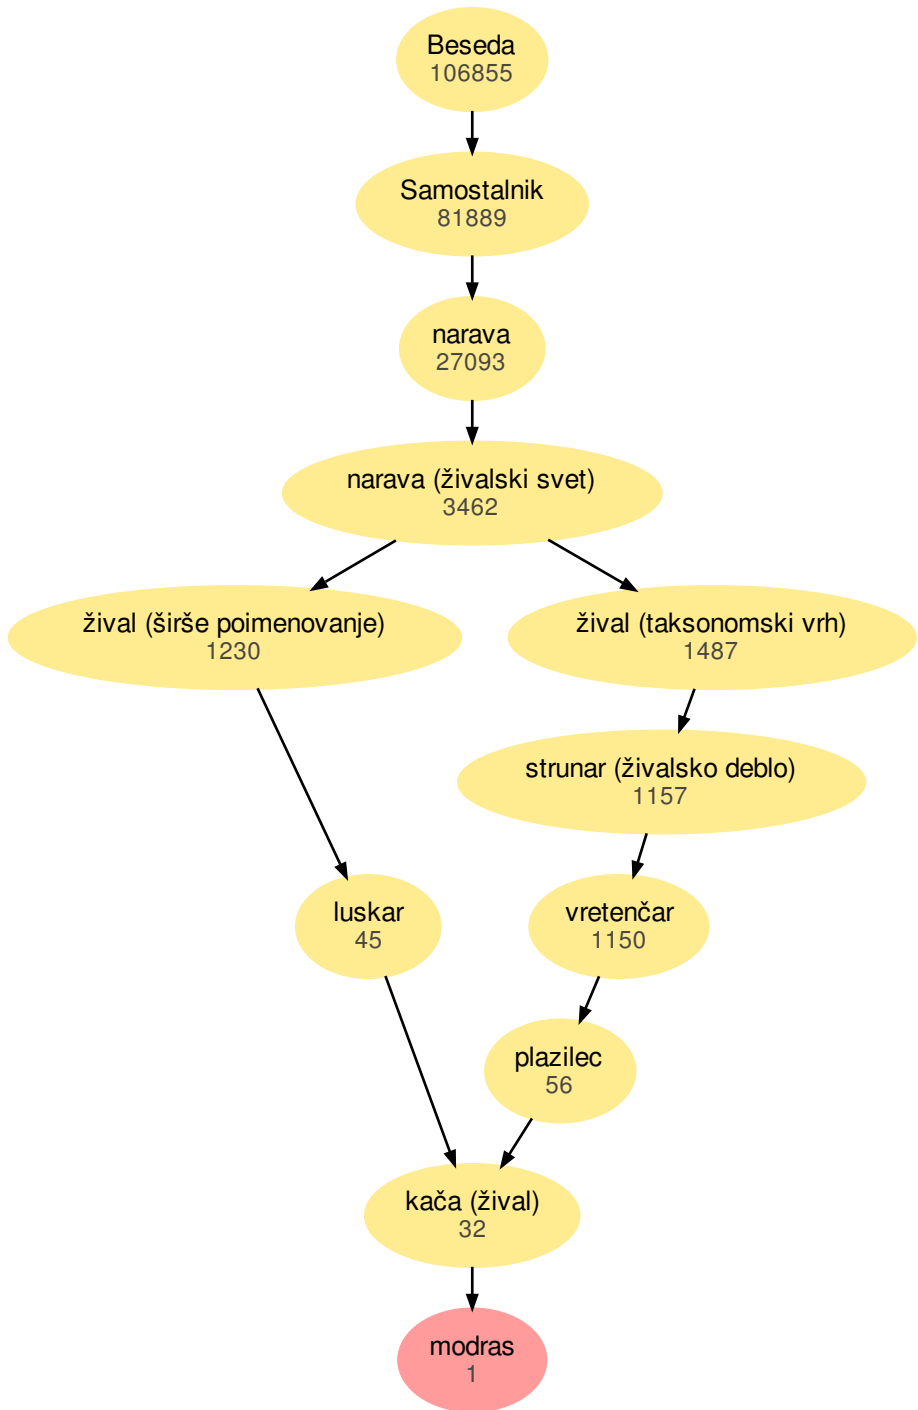 Beseda
106855
Samostalnik
81889
narava
27093
narava (živalski svet)
3462
žival (širše poimenovanje)
1230
žival (taksonomski vrh)
1487
strunar (živalsko deblo)
1157
luskar
45
vretenčar
1150
plazilec
56
kača (žival)
32
modras
1